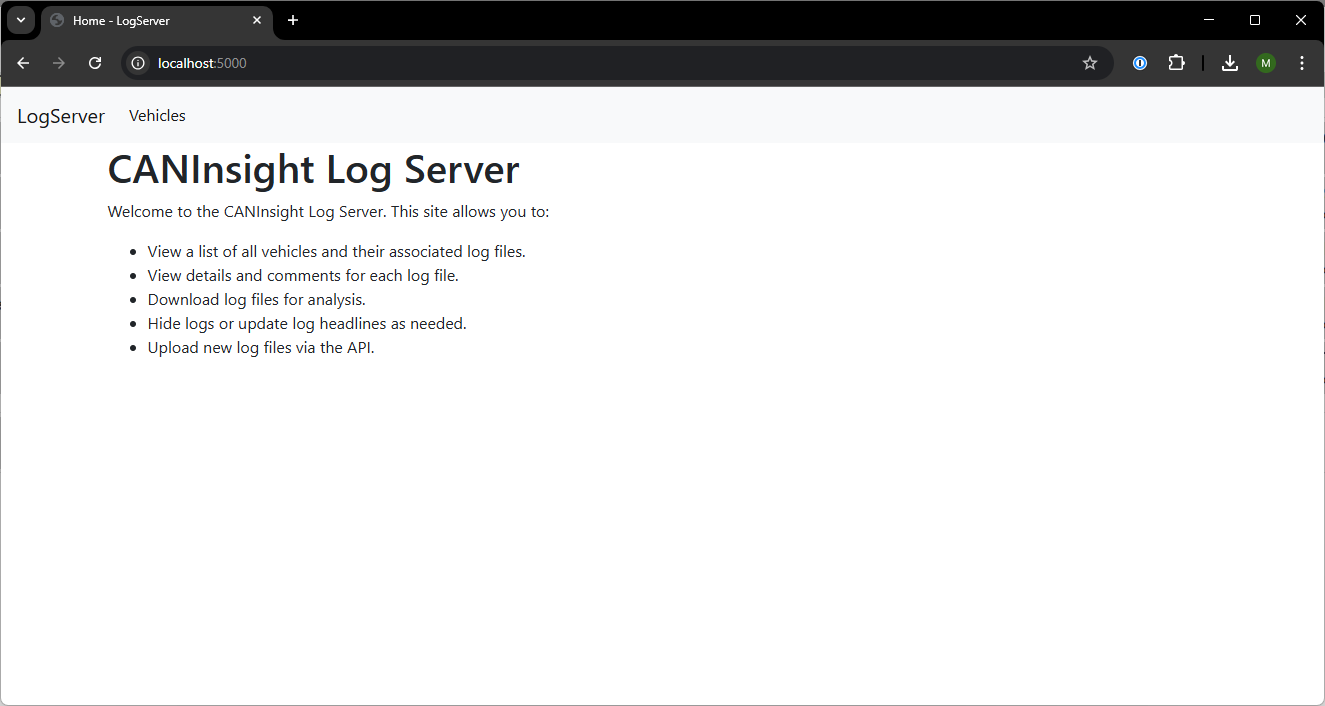 Home - LogServer
localhost:5000
M
LogServer Vehicles
CANInsight Log Server
Welcome to the CANInsight Log Server. This site allows you to:
• View a list of all vehicles and their associated log files.
• View details and comments for each log file.
• Download log files for analysis.
• Hide logs or update log headlines as needed.
• Upload new log files via the API.